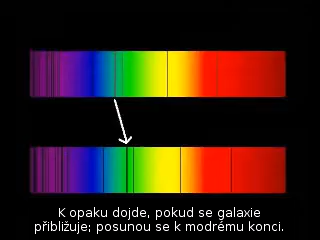 K opaku dojde, pokud se galaxie
přibližuje; posunou se k modrému konci.